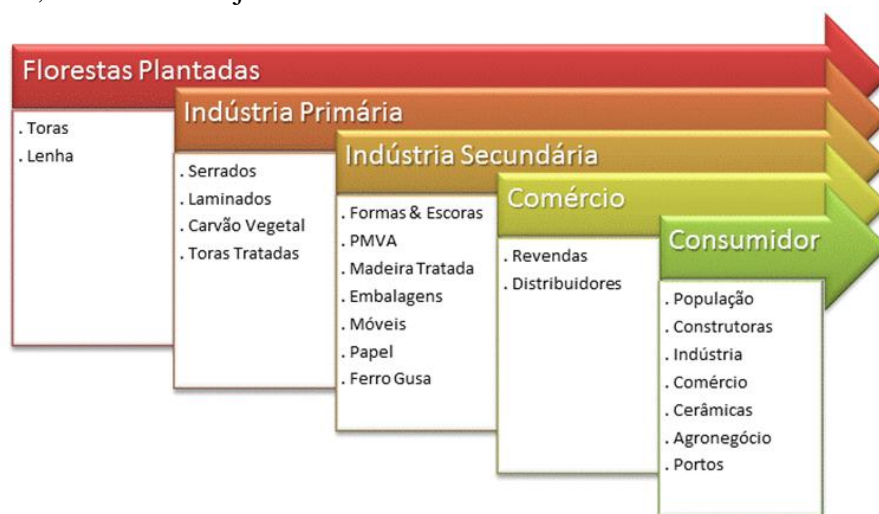 Florestas Plantadas
. Toras
. Lenha
Indústria Primária
. Serrados
. Laminados
. Carvão Vegetal
. Toras Tratadas
Indústria Secundária
. Formas & Escoras
. PMVA
. Madeira Tratada
. Embalagens
. Móveis
. Papel
. Ferro Gusa
Comércio
. Revendas
. Distribuidores
Consumidor
. População
. Construtoras
. Indústria
. Comércio
. Cerâmicas
. Agronegócio
. Portos